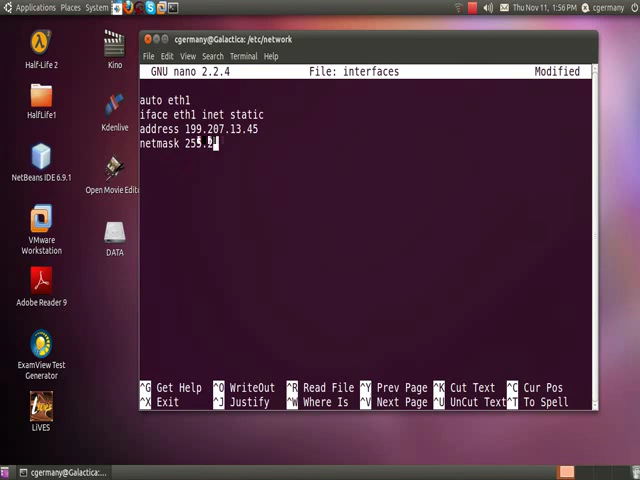 Applications Places System
Thu Nov 11, 1:56 PM cgermany
Half-Life 2
Kino
HalfLife1
Kdenlive
NetBeans IDE 6.9.1
Open Movie Edit
VMware
Workstation
DATA
Adobe Reader 9
ExamView Test
Generator
LiVES
cgermany@Galactica: /etc/network
File Edit View Search Terminal Help
GNU nano 2.2.4 File: interfaces Modified
auto eth1
iface eth1 inet static
address 199.207.13.45
netmask 255.2
^G Get Help ^O WriteOut ^R Read File ^Y Prev Page ^K Cut Text ^C Cur Pos
^X Exit ^J Justify ^W Where Is ^V Next Page ^U UnCut Text ^T To Spell
cgermany@Galactica:...